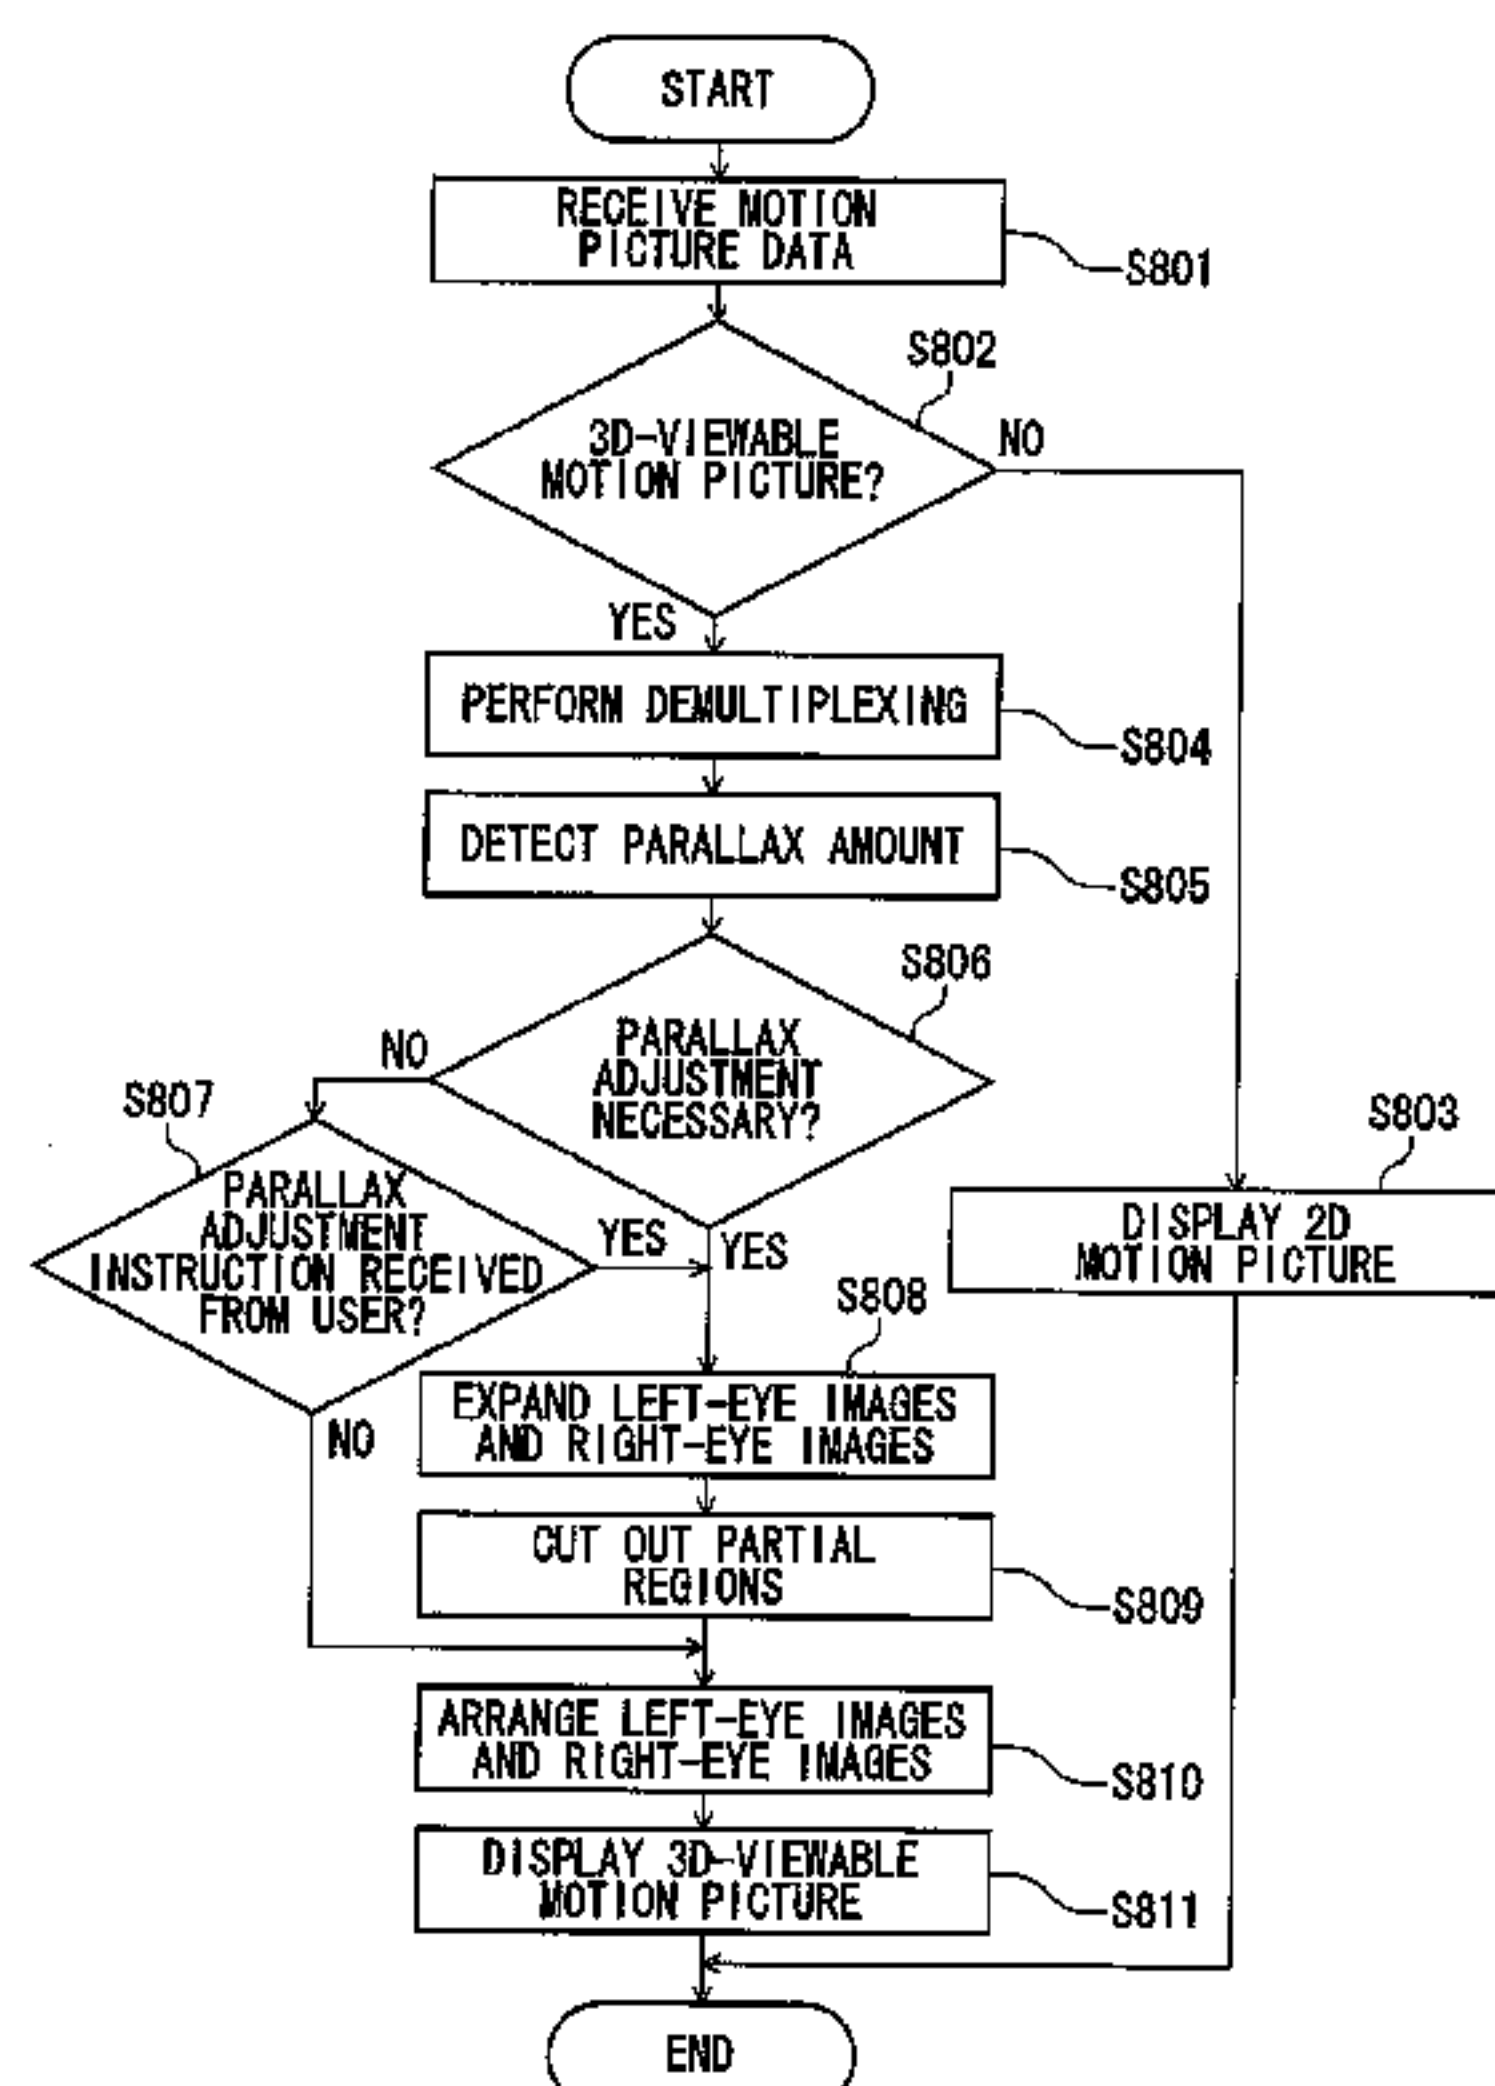 START
RECEIVE MOTION
PICTURE DATA
S801
S802
3D-VIEWABLE
MOTION PICTURE?
NO
YES
PERFORM DEMULTIPLEXING
S804
DETECT PARALLAX AMOUNT
S805
S806
PARALLAX
ADJUSTMENT
NECESSARY?
NO
YES
S807
PARALLAX
ADJUSTMENT
INSTRUCTION RECEIVED
FROM USER?
YES
NO
S803
DISPLAY 2D
MOTION PICTURE
S808
EXPAND LEFT-EYE IMAGES
AND RIGHT-EYE IMAGES
CUT OUT PARTIAL
REGIONS
S809
ARRANGE LEFT-EYE IMAGES
AND RIGHT-EYE IMAGES
S810
DISPLAY 3D-VIEWABLE
MOTION PICTURE
S811
END